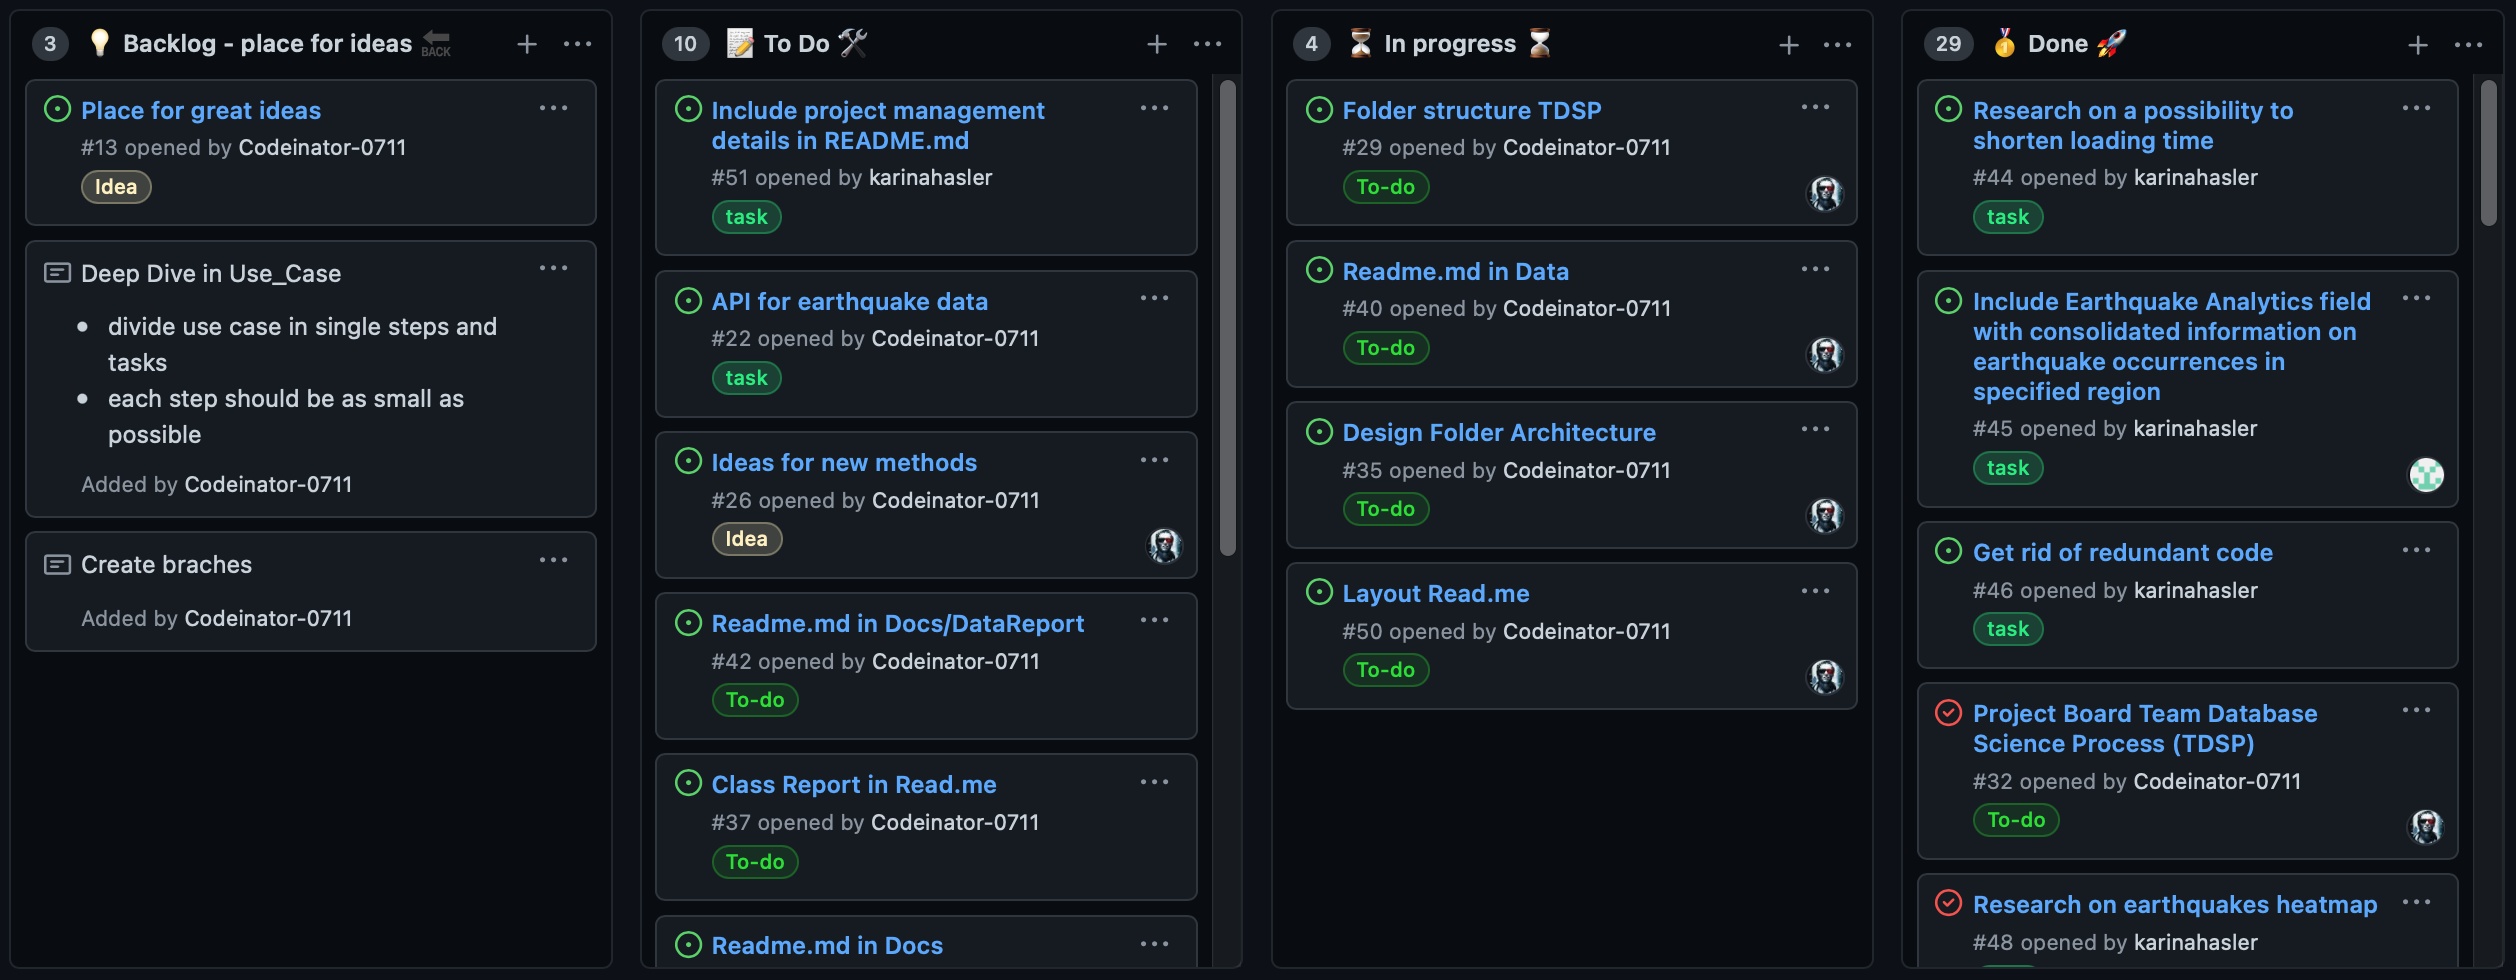 3 Backlog - place for ideas BACK
Place for great ideas
#13 opened by Codeinator-0711
Idea
Deep Dive in Use_Case
divide use case in single steps and
tasks
each step should be as small as
possible
Added by Codeinator-0711
Create braches
Added by Codeinator-0711
10 To Do
Include project management
details in README.md
#51 opened by karinahasler
task
API for earthquake data
#22 opened by Codeinator-0711
task
Ideas for new methods
#26 opened by Codeinator-0711
Idea
Readme.md in Docs/DataReport
#42 opened by Codeinator-0711
To-do
Class Report in Read.me
#37 opened by Codeinator-0711
To-do
Readme.md in Docs
4 In progress
Folder structure TDSP
#29 opened by Codeinator-0711
To-do
Readme.md in Data
#40 opened by Codeinator-0711
To-do
Design Folder Architecture
#35 opened by Codeinator-0711
To-do
Layout Read.me
#50 opened by Codeinator-0711
To-do
29 Done
Research on a possibility to
shorten loading time
#44 opened by karinahasler
task
Include Earthquake Analytics field
with consolidated information on
earthquake occurrences in
specified region
#45 opened by karinahasler
task
Get rid of redundant code
#46 opened by karinahasler
task
Project Board Team Database
Science Process (TDSP)
#32 opened by Codeinator-0711
To-do
Research on earthquakes heatmap
#48 opened by karinahasler